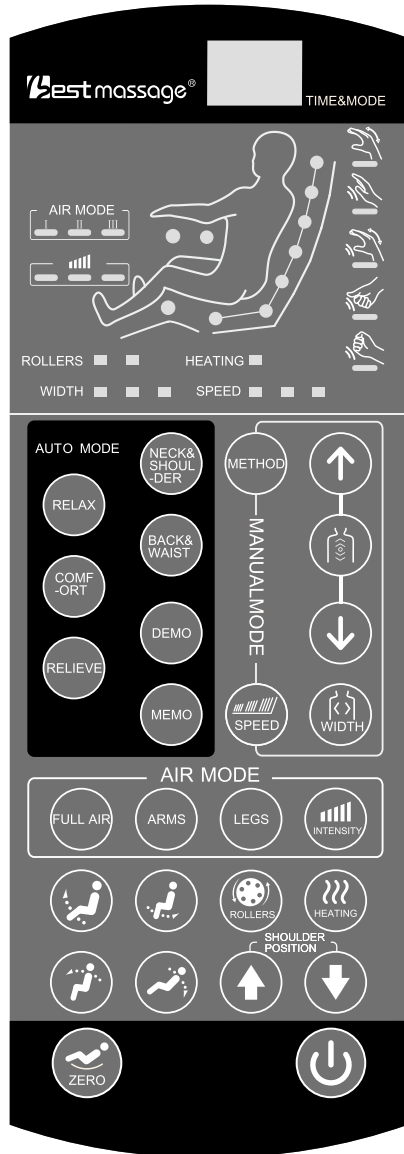 Best massage®
TIME&MODE
AIR MODE
I II III
ROLLERS HEATING
WIDTH SPEED
AUTO MODE
RELAX
COMF
-ORT
RELIEVE
NECK&
SHOUL
-DER
BACK&
WAIST
DEMO
MEMO
METHOD
MANUALMODE
SPEED
WIDTH
AIR MODE
FULL AIR
ARMS
LEGS
INTENSITY
ROLLERS
HEATING
SHOULDER
POSITION
ZERO